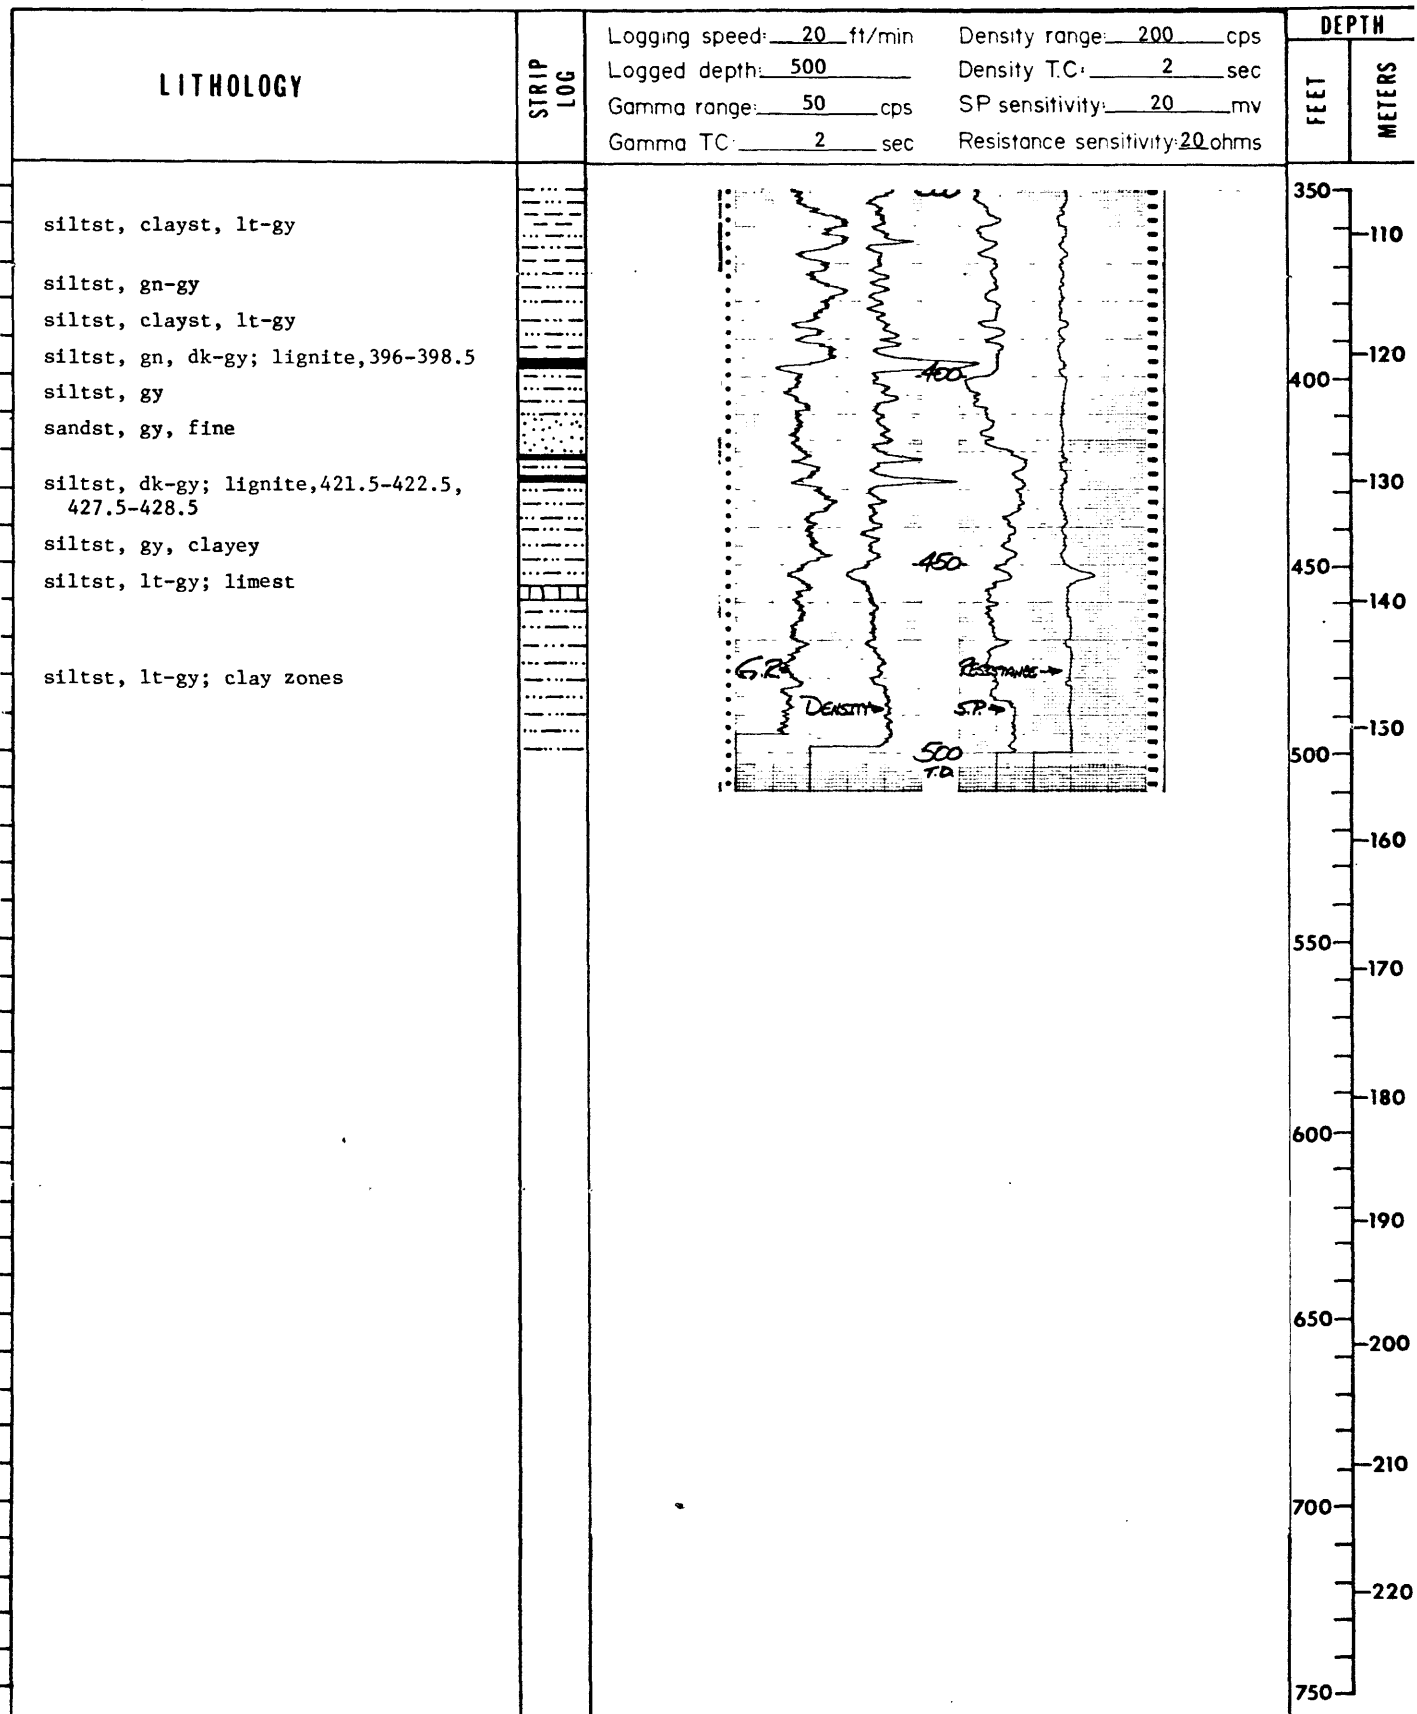 LITHOLOGY
STRIP LOG
Logging speed: 20 ft/min
Density range: 200 cps
Logged depth: 500
Density T.C: 2 sec
Gamma range: 50 cps
SP sensitivity: 20 mv
Gamma TC: 2 sec
Resistance sensitivity: 20 ohms
DEPTH
FEET
METERS
siltst, clayst, lt-gy
siltst, gn-gy
siltst, clayst, lt-gy
siltst, gn, dk-gy; lignite,396-398.5
siltst, gy
sandst, gy, fine
siltst, dk-gy; lignite,421.5-422.5,
427.5-428.5
siltst, gy, clayey
siltst, lt-gy; limest
siltst, lt-gy; clay zones
400
450
G.R.
RESISTANCE
DENSITY
S.P.
500
T.D.
350
400
450
500
550
600
650
700
750
110
120
130
140
150
160
170
180
190
200
210
220